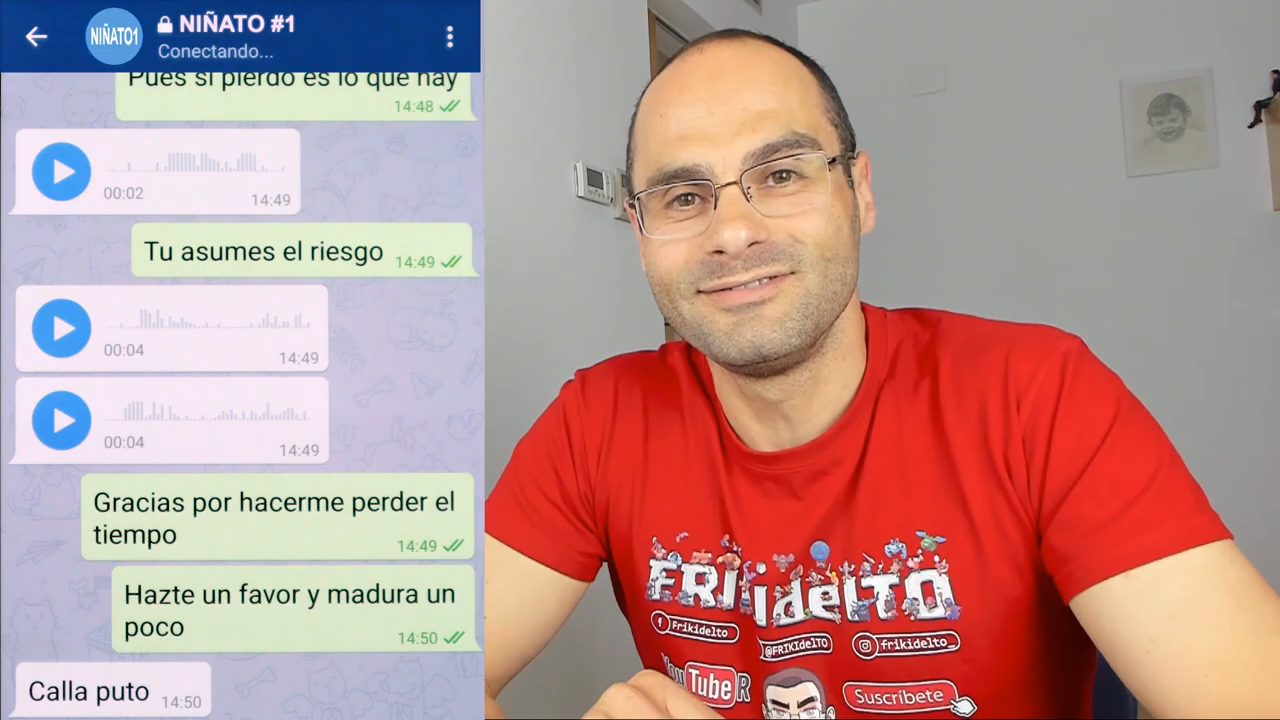 NIÑATO1
NIÑATO #1
Conectando...
Pues si pierdo es lo que hay
14:48
00:02
14:49
Tu asumes el riesgo
14:49
00:04
14:49
00:04
14:49
Gracias por hacerme perder el
tiempo
14:49
Hazte un favor y madura un
poco
14:50
Calla puto
14:50
FRIKIdelTO
Frikidelto
@FRIKIdelTO
frikidelto_
YouTubeR
Suscríbete